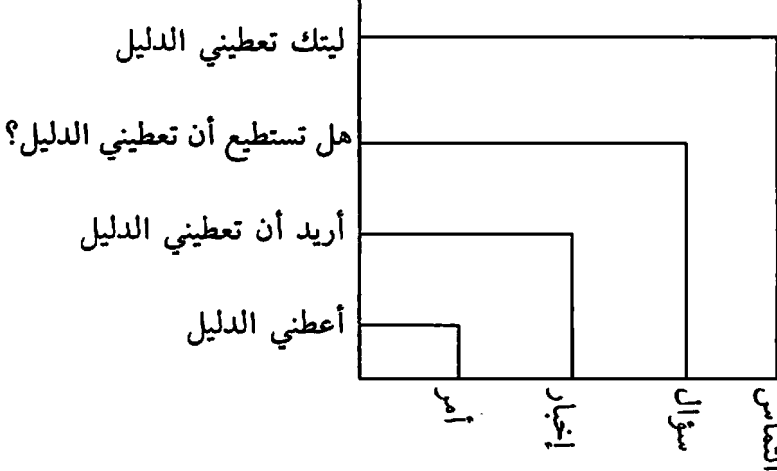 ليتك تعطيني الدليل
هل تستطيع أن تعطيني الدليل؟
أريد أن تعطيني الدليل
أعطني الدليل
أمر
إخبار
سؤال
التماس